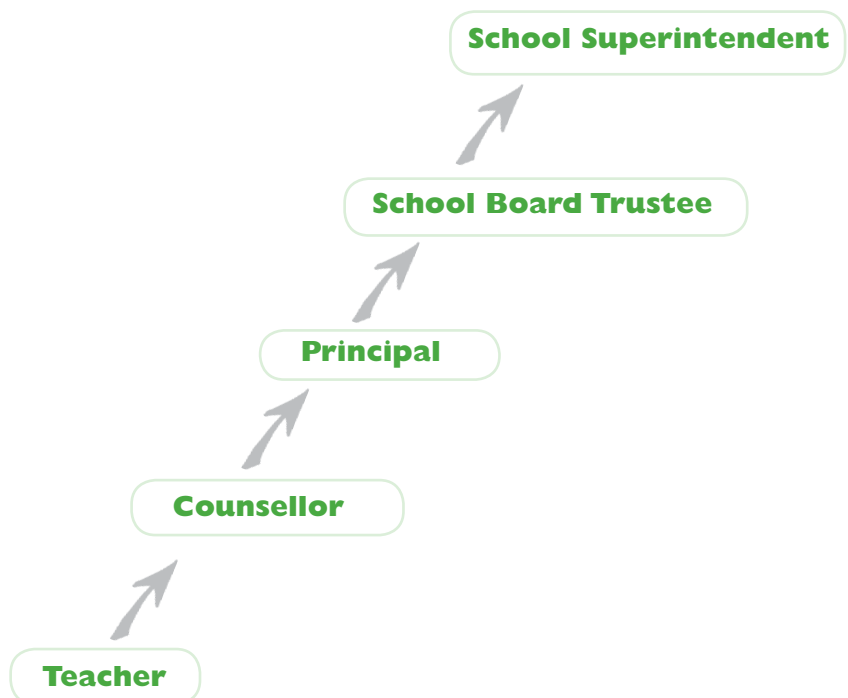 School Superintendent
School Board Trustee
Principal
Counsellor
Teacher